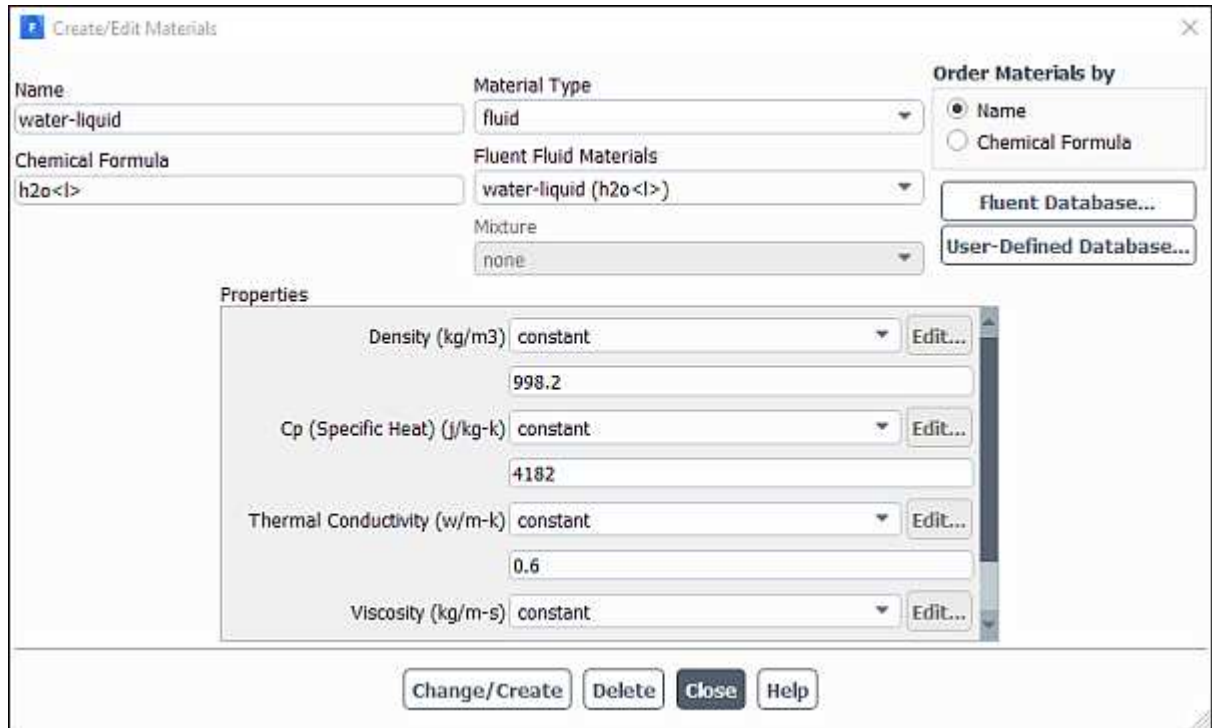 Create/Edit Materials
Name
water-liquid
Chemical Formula
h2o<l>
Material Type
fluid
Fluent Fluid Materials
water-liquid (h2o<l>)
Mixture
none
Order Materials by
Name
Chemical Formula
Fluent Database...
User-Defined Database...
Properties
Density (kg/m3) constant Edit...
998.2
Cp (Specific Heat) (j/kg-k) constant Edit...
4182
Thermal Conductivity (w/m-k) constant Edit...
0.6
Viscosity (kg/m-s) constant Edit...
Change/Create Delete Close Help